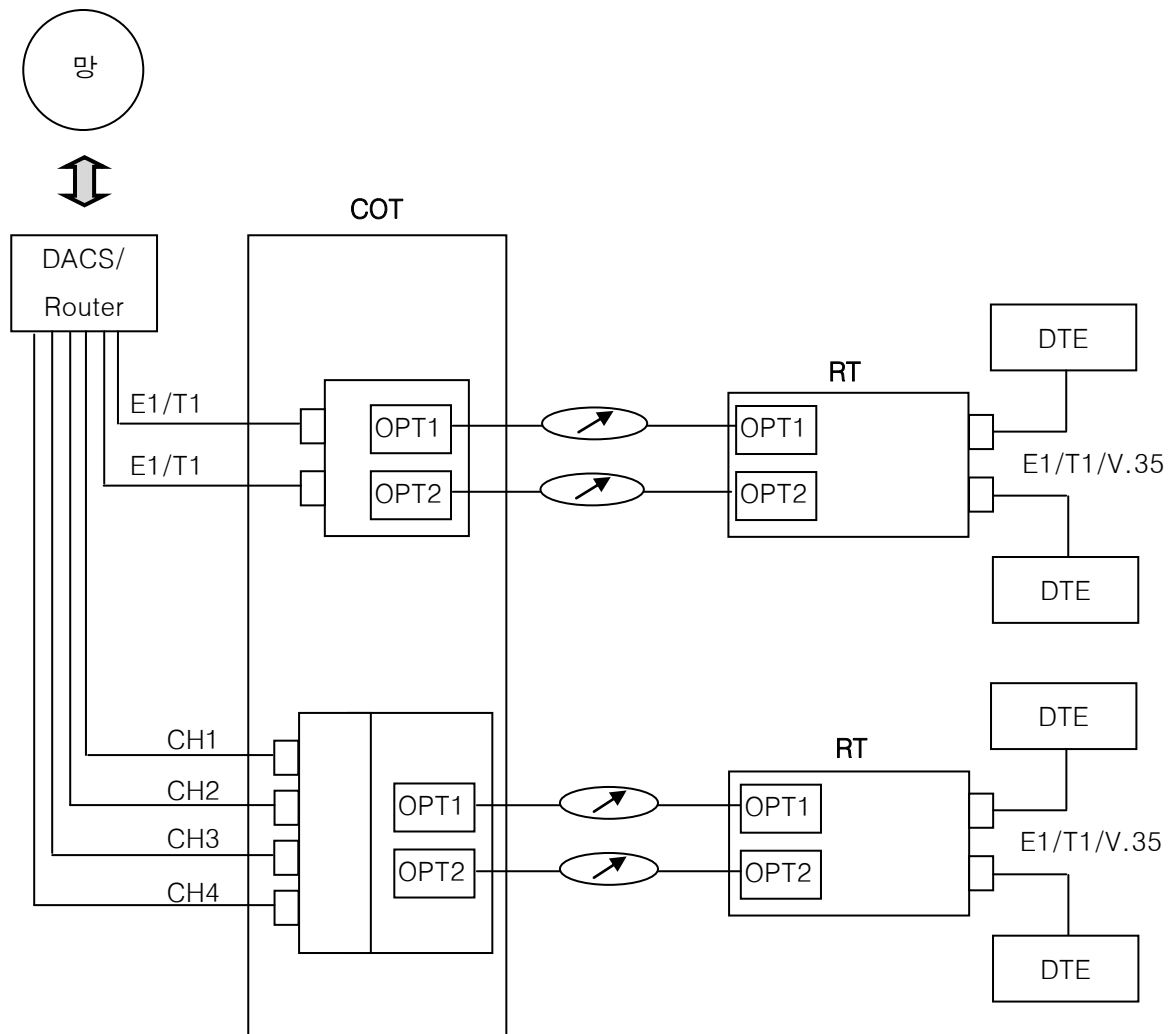 망
COT
DACS/
Router
E1/T1
E1/T1
OPT1
OPT2
RT
OPT1
OPT2
DTE
E1/T1/V.35
DTE
CH1
CH2
CH3
CH4
OPT1
OPT2
RT
OPT1
OPT2
DTE
E1/T1/V.35
DTE